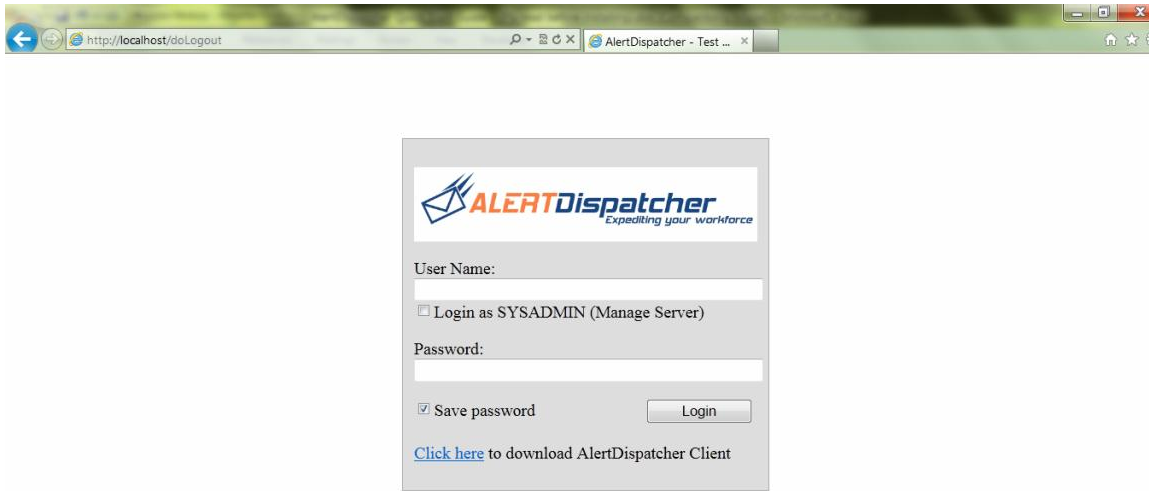 http://localhost/doLogout
AlertDispatcher - Test ...
ALERTDispatcher
Expediting your workforce
User Name:
Login as SYSADMIN (Manage Server)
Password:
Save password
Login
Click here to download AlertDispatcher Client